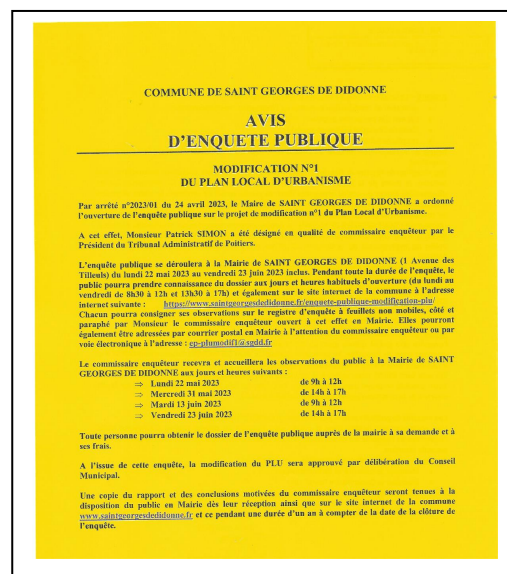 COMMUNE DE SAINT GEORGES DE DIDONNE
AVIS
D'ENQUETE PUBLIQUE
MODIFICATION N°1
DU PLAN LOCAL D'URBANISME
Par arrêté n°2023/01 du 24 avril 2023, le Maire de SAINT GEORGES DE DIDONNE a ordonné
l'ouverture de l'enquête publique sur le projet de modification n°1 du Plan Local d'Urbanisme.
A cet effet, Monsieur Patrick SIMON a été désigné en qualité de commissaire enquêteur par le
Président du Tribunal Administratif de Poitiers.
L'enquête publique se déroulera à la Mairie de SAINT GEORGES DE DIDONNE (1 Avenue des
Tilleuls) du lundi 22 mai 2023 au vendredi 23 juin 2023 inclus. Pendant toute la durée de l'enquête, le
public pourra prendre connaissance du dossier aux jours et heures habituels d'ouverture (du lundi au
vendredi de 8h30 à 12h et 13h30 à 17h) et également sur le site internet de la commune à l'adresse
internet suivante : https://www.saintgeorgesdedidonne.fr/enquete-publique-modification-plu/
Chacun pourra consigner ses observations sur le registre d'enquête à feuillets non mobiles, côté et
paraphé par Monsieur le commissaire enquêteur ouvert à cet effet en Mairie. Elles pourront
également être adressées par courrier postal en Mairie à l'attention du commissaire enquêteur ou par
voie électronique à l'adresse : ep-plumodif1@sgdd.fr
Le commissaire enquêteur recevra et accueillera les observations du public à la Mairie de SAINT
GEORGES DE DIDONNE aux jours et heures suivants :
⇒ Lundi 22 mai 2023 de 9h à 12h
⇒ Mercredi 31 mai 2023 de 14h à 17h
⇒ Mardi 13 juin 2023 de 9h à 12h
⇒ Vendredi 23 juin 2023 de 14h à 17h
Toute personne pourra obtenir le dossier de l'enquête publique auprès de la mairie à sa demande et à
ses frais.
A l'issue de cette enquête, la modification du PLU sera approuvé par délibération du Conseil
Municipal.
Une copie du rapport et des conclusions motivées du commissaire enquêteur seront tenues à la
disposition du public en Mairie dès leur réception ainsi que sur le site internet de la commune
www.saintgeorgesdedidonne.fr et ce pendant une durée d'un an à compter de la date de la clôture de
l'enquête.